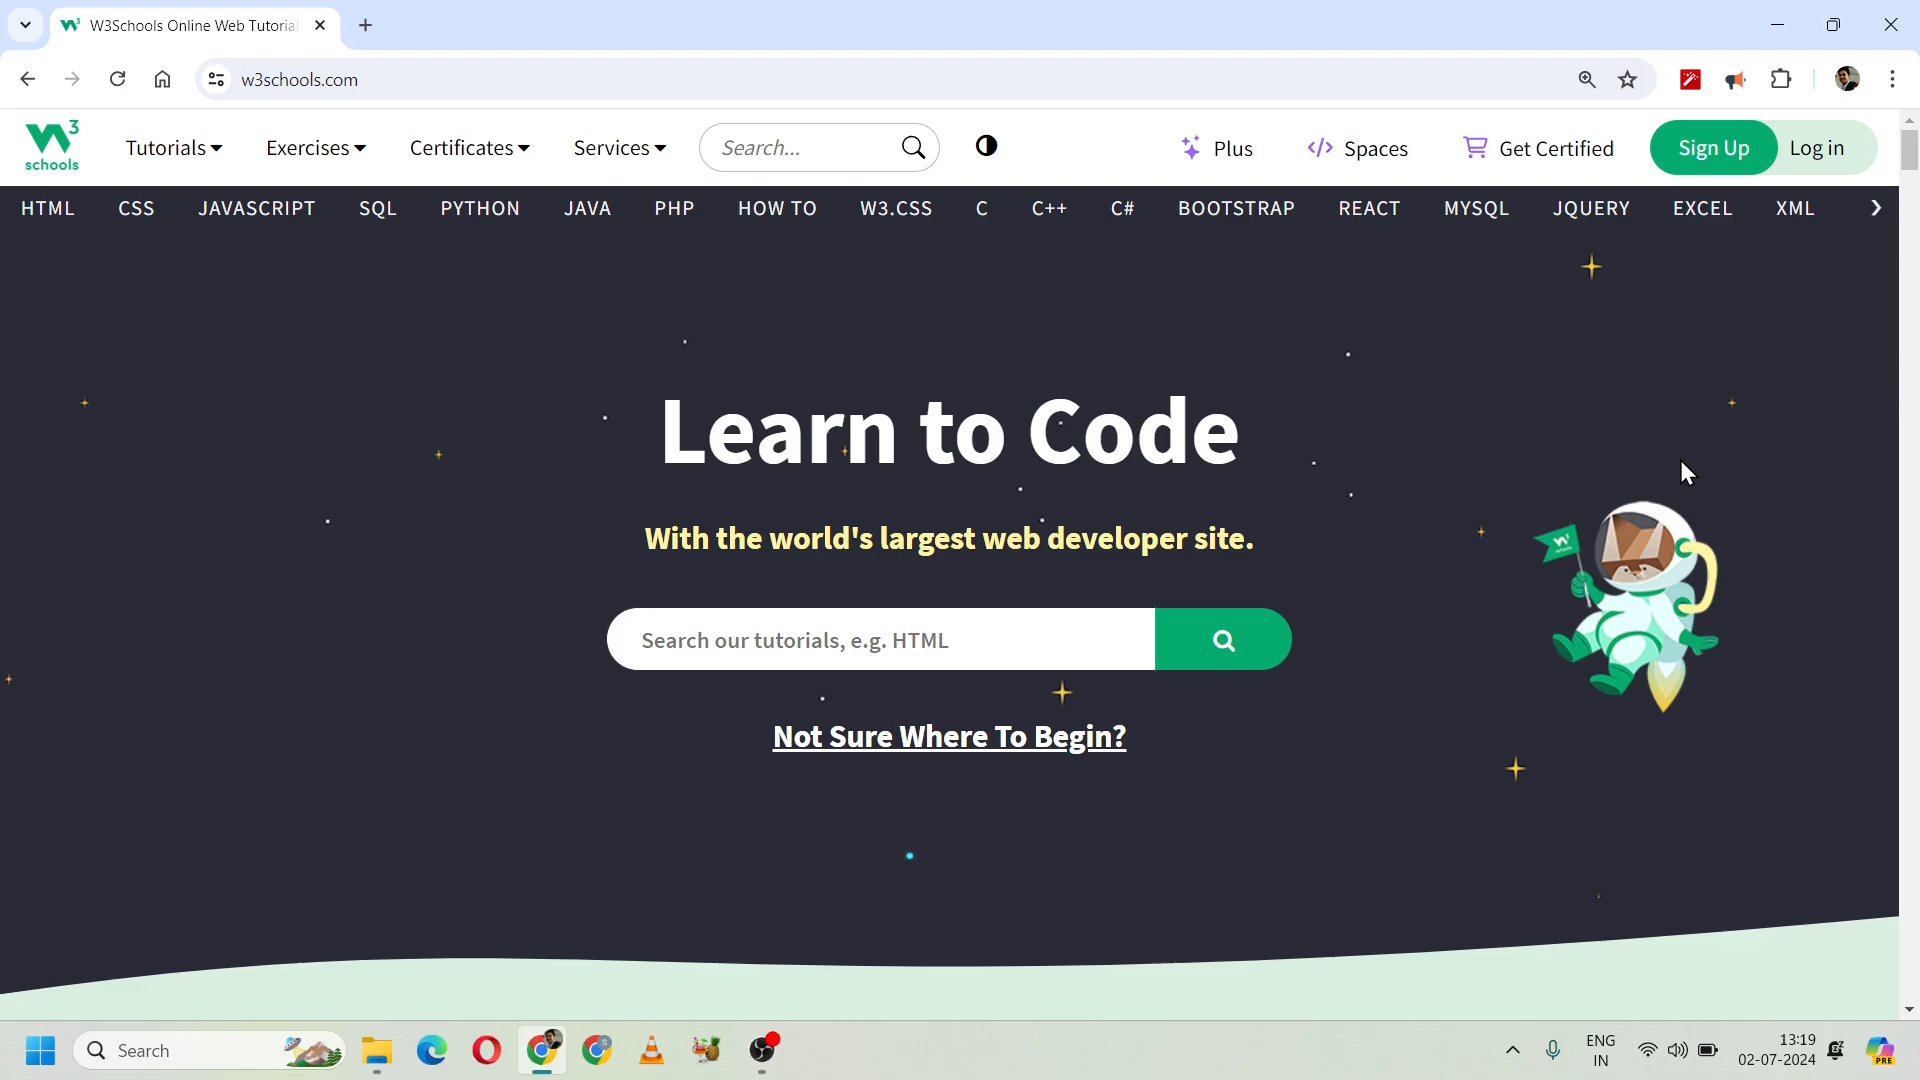 W3Schools Online Web Tutoria
w3schools.com
schools
Tutorials
Exercises
Certificates
Services
Search...
Plus
Spaces
Get Certified
Sign Up
Log in
HTML CSS JAVASCRIPT SQL PYTHON JAVA PHP HOW TO W3.CSS C C++ C# BOOTSTRAP REACT MYSQL JQUERY EXCEL XML
Learn to Code
With the world's largest web developer site.
Search our tutorials, e.g. HTML
Not Sure Where To Begin?
Search
ENG
IN
13:19
02-07-2024
PRE